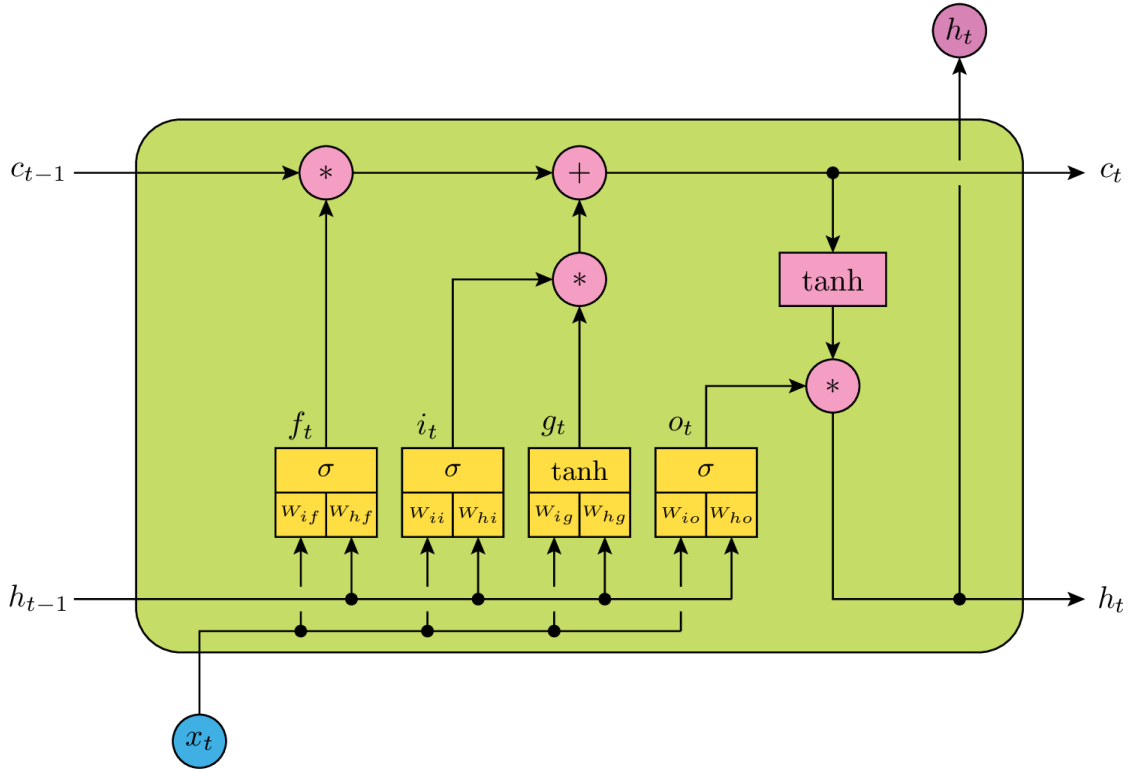 h_t
c_{t-1} * + c_t
* tanh
*
f_t i_t g_t o_t
σ σ tanh σ
W_{if} W_{hf} W_{ii} W_{hi} W_{ig} W_{hg} W_{io} W_{ho}
h_{t-1} h_t
x_t